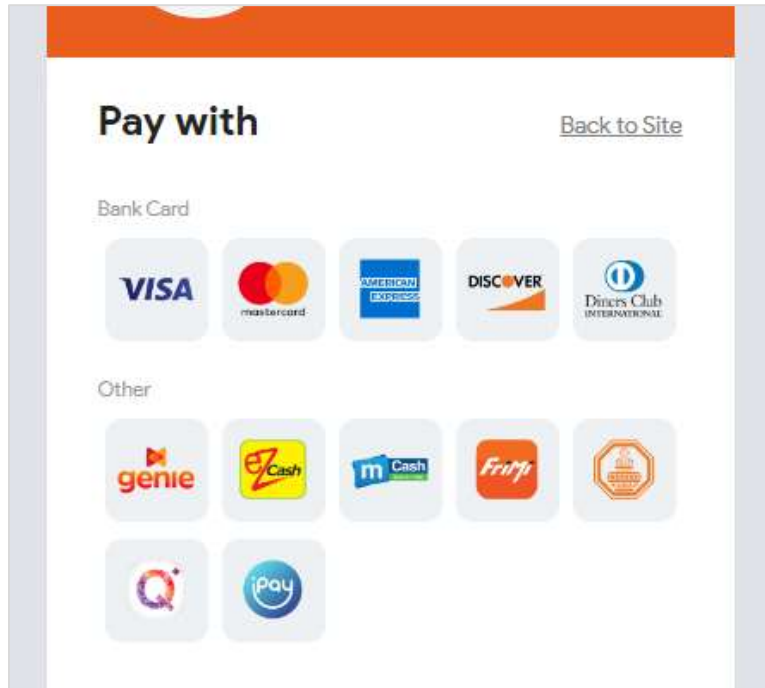 Pay with
Back to Site
Bank Card
VISA
mastercard
AMERICAN
EXPRESS
DISCOVER
Diners Club
INTERNATIONAL
Other
genie
eZ Cash
m Cash
FriMi
Q+
iPay